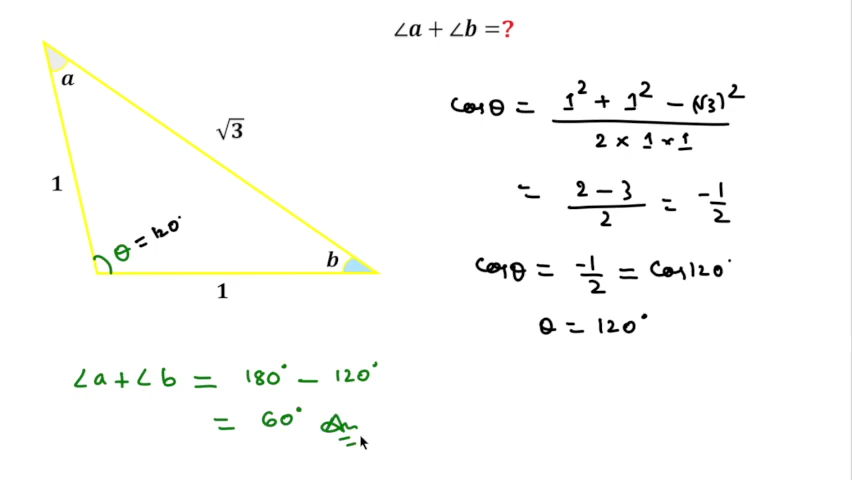 ∠a + ∠b = ?
a
√3
1
θ = 120°
b
1
cosθ = 1² + 1² − (√3)² / 2 × 1 × 1
= 2 − 3 / 2 = −1/2
cosθ = −1/2 = cos120°
θ = 120°
∠a + ∠b = 180° − 120°
= 60° Ans